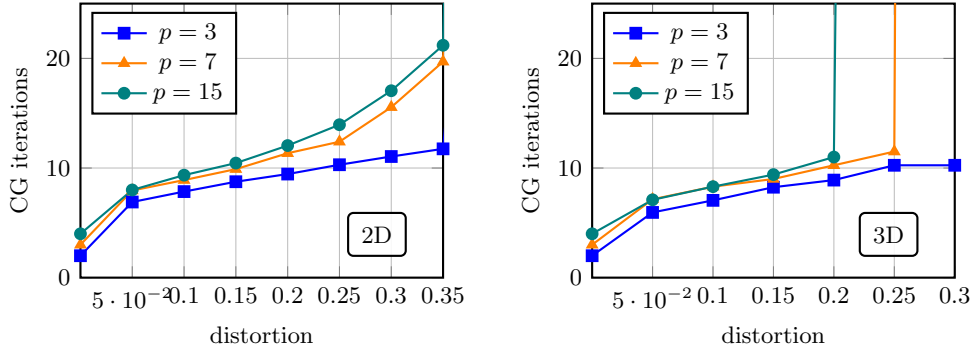 CG iterations
20
10
0
p = 3
p = 7
p = 15
2D
5 · 10⁻² 0.1 0.15 0.2 0.25 0.3 0.35
distortion
CG iterations
20
10
0
p = 3
p = 7
p = 15
3D
5 · 10⁻² 0.1 0.15 0.2 0.25 0.3
distortion